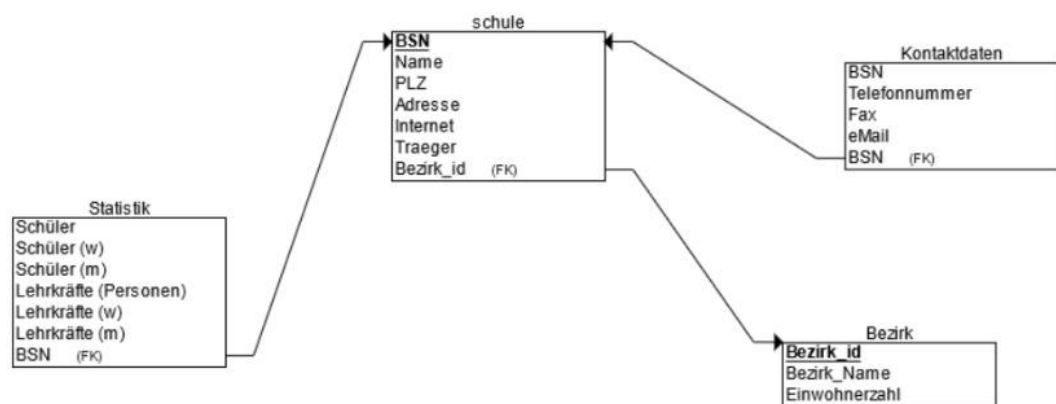 schule
BSN
Name
PLZ
Adresse
Internet
Traeger
Bezirk_id (FK)
Kontaktdaten
BSN
Telefonnummer
Fax
eMail
BSN (FK)
Statistik
Schüler
Schüler (w)
Schüler (m)
Lehrkräfte (Personen)
Lehrkräfte (w)
Lehrkräfte (m)
BSN (FK)
Bezirk
Bezirk_id
Bezirk_Name
Einwohnerzahl